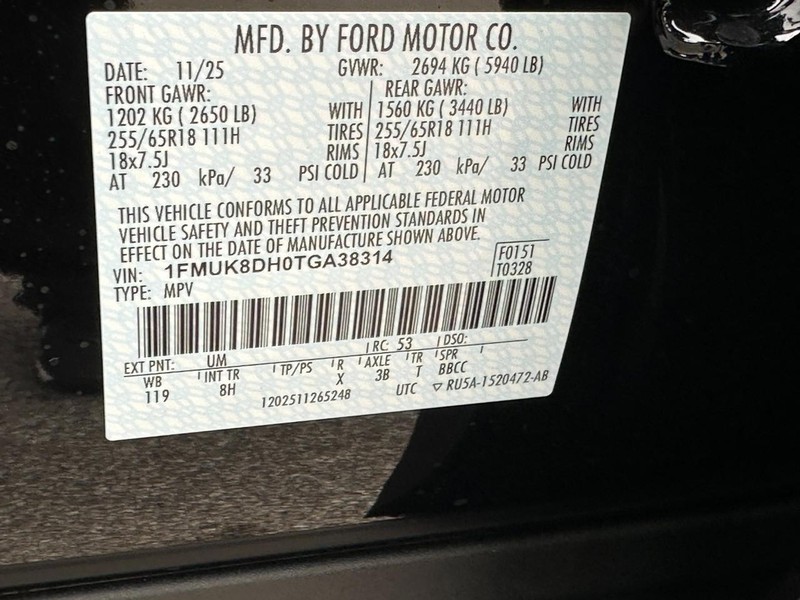 MFD. BY FORD MOTOR CO.
DATE: 11/25 GVWR: 2694 KG ( 5940 LB)
FRONT GAWR: REAR GAWR:
1202 KG ( 2650 LB) WITH 1560 KG ( 3440 LB) WITH
255/65R18 111H TIRES 255/65R18 111H TIRES
18x7.5J RIMS 18x7.5J RIMS
AT 230 kPa/ 33 PSI COLD AT 230 kPa/ 33 PSI COLD
THIS VEHICLE CONFORMS TO ALL APPLICABLE FEDERAL MOTOR
VEHICLE SAFETY AND THEFT PREVENTION STANDARDS IN
EFFECT ON THE DATE OF MANUFACTURE SHOWN ABOVE.
VIN: 1FMUK8DH0TGA38314 F0151
TYPE: MPV T0328
EXT PNT: UM RC: 53 DSO:
WB INT TR TP/PS R AXLE TR SPR
119 8H X 3B T BBCC
1202511265248 UTC ▽ RU5A-1520472-AB